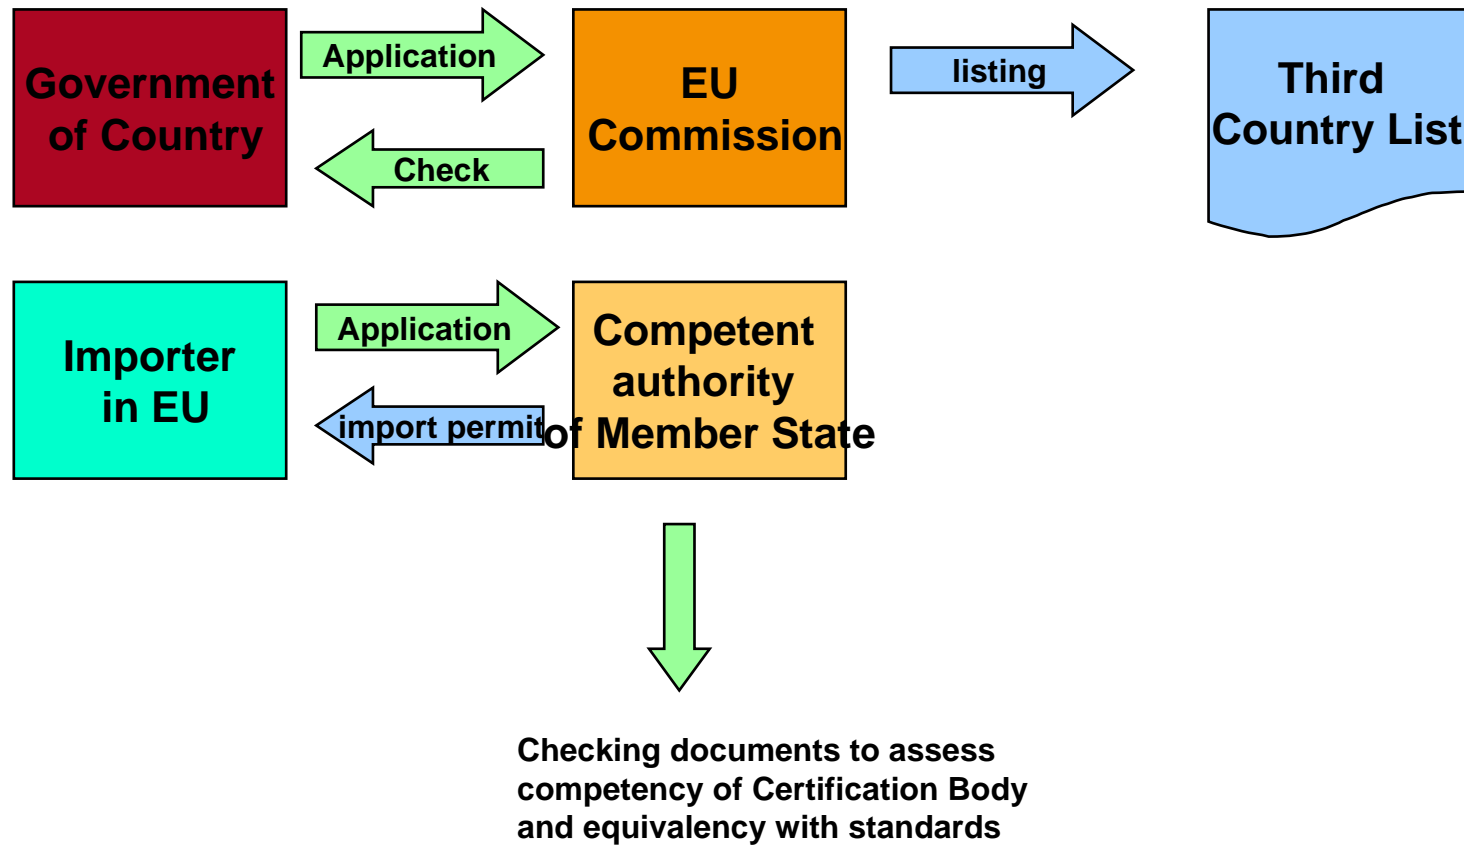 Government
of Country
Application
Check
EU
Commission
listing
Third
Country List
Importer
in EU
Application
import permit
Competent
authority
of Member State
Checking documents to assess
competency of Certification Body
and equivalency with standards